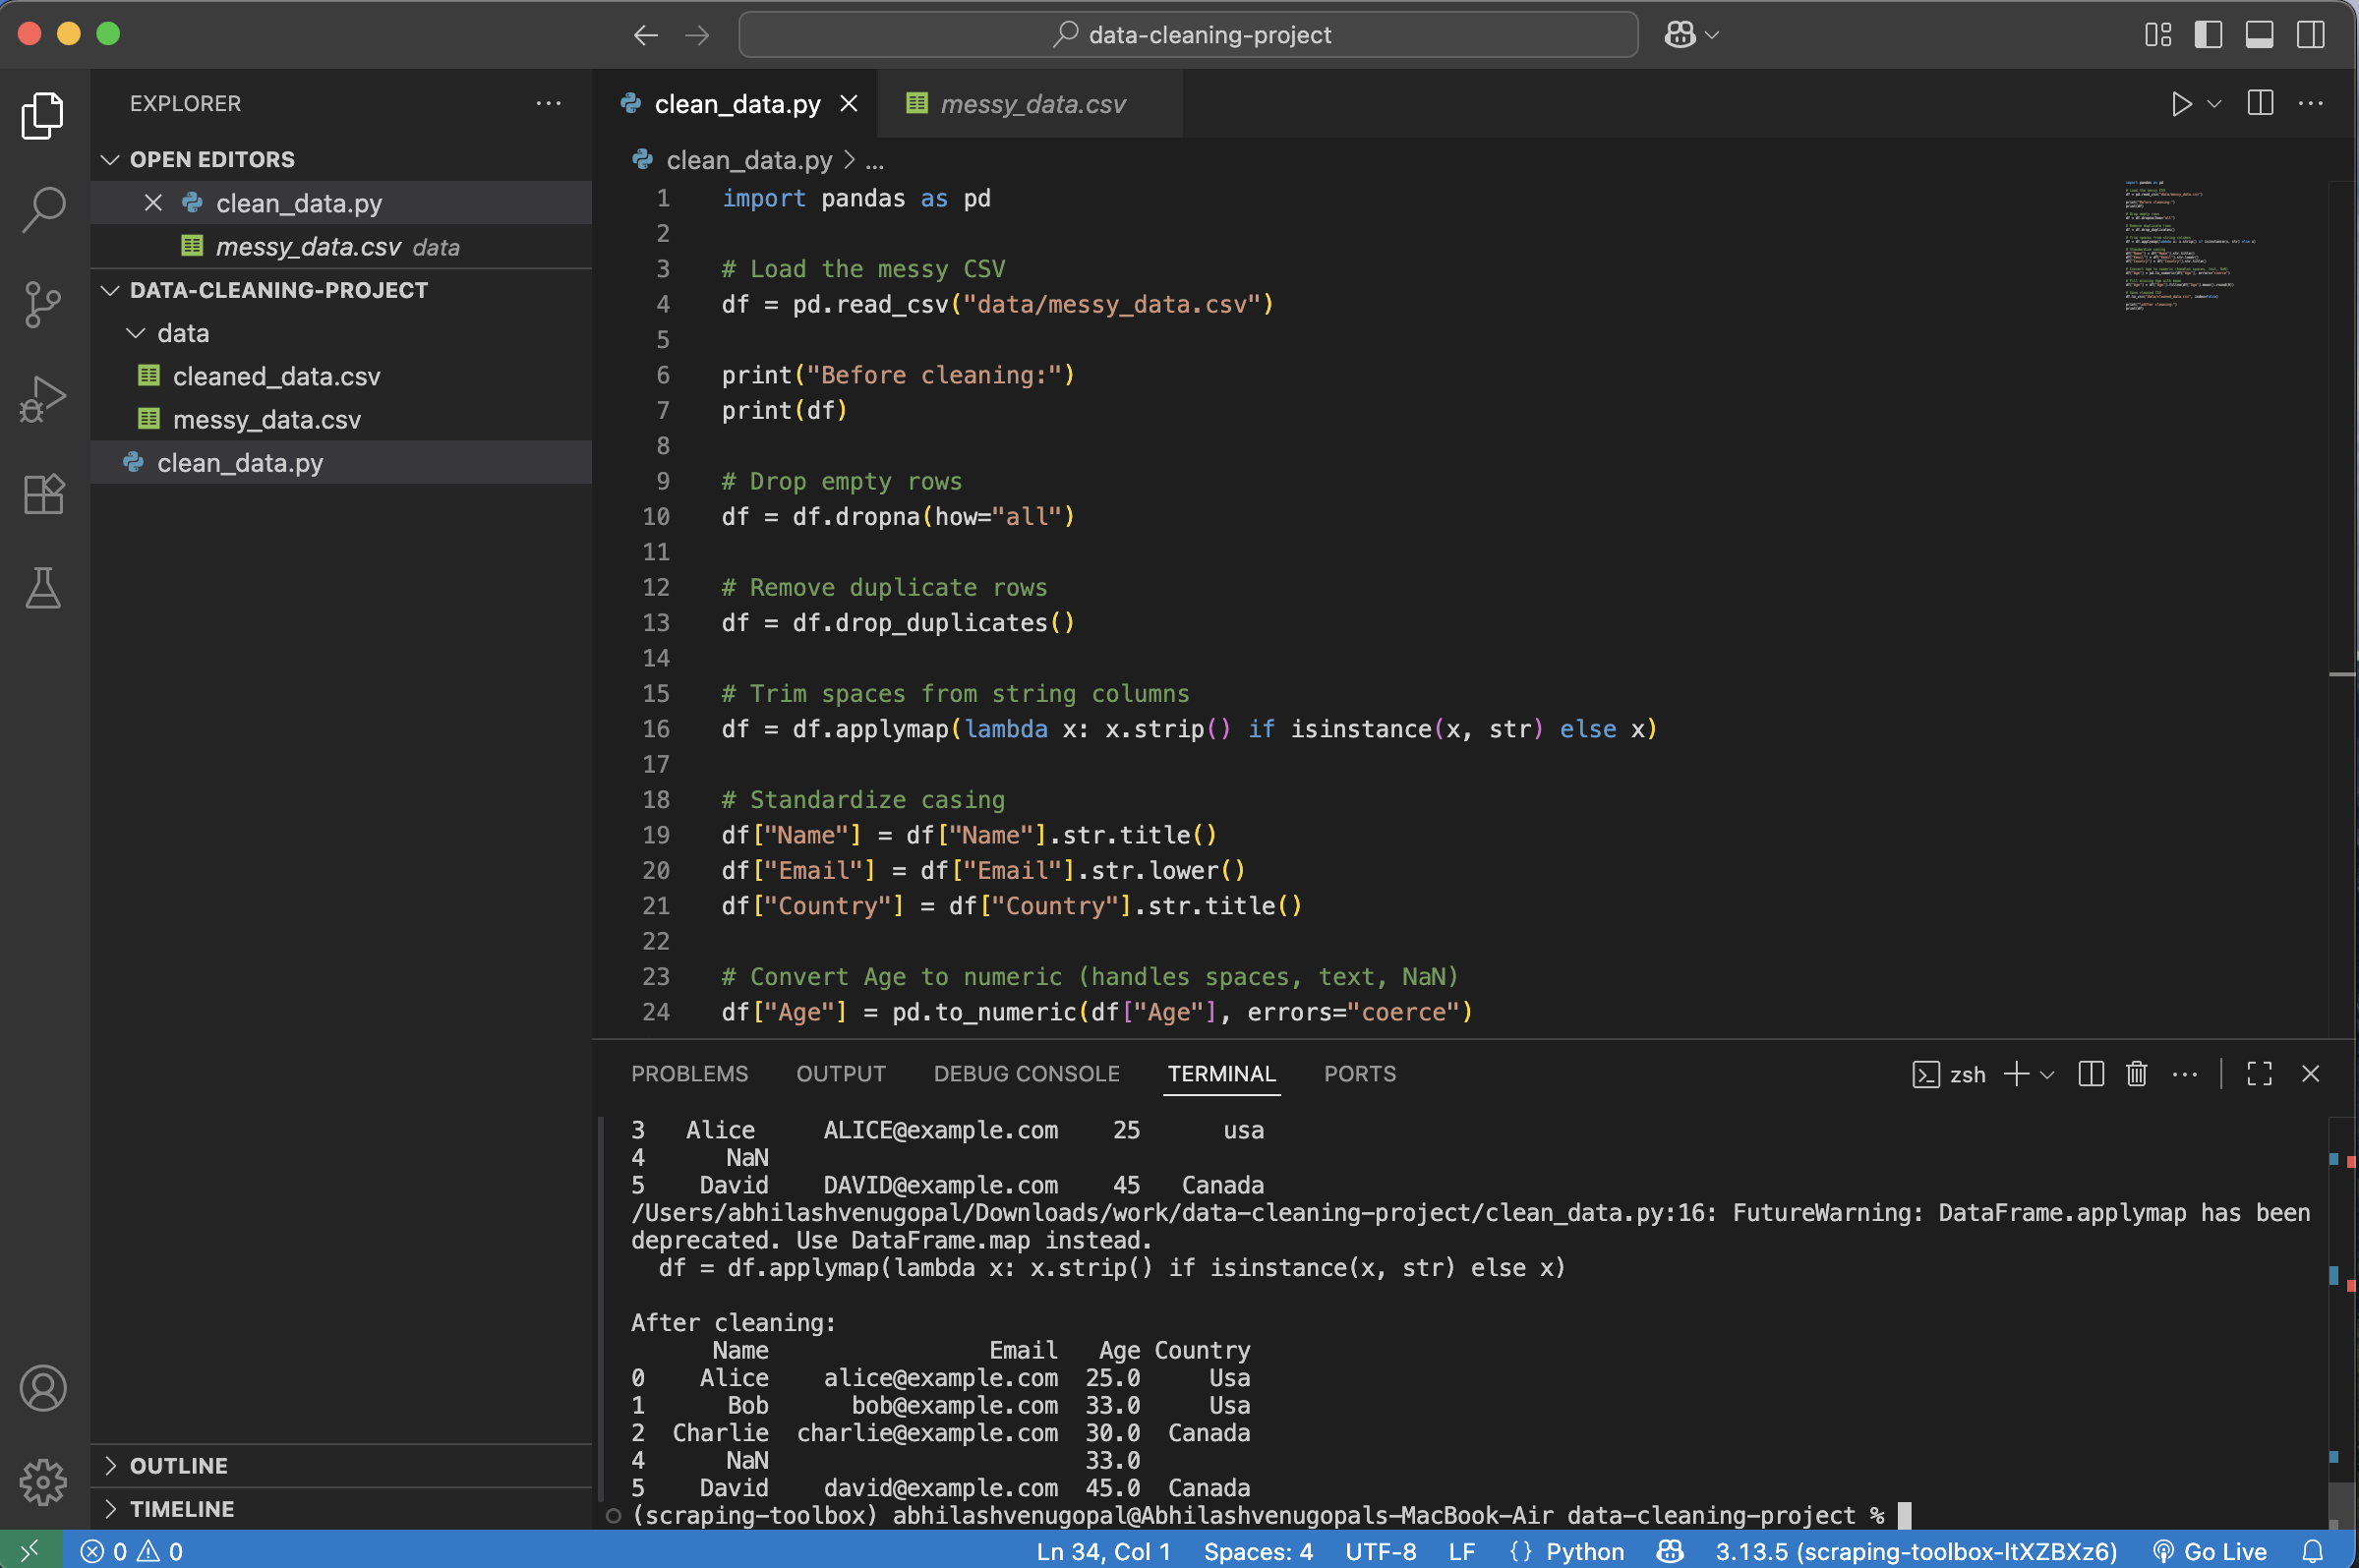 data-cleaning-project
EXPLORER
OPEN EDITORS
clean_data.py
messy_data.csv data
DATA-CLEANING-PROJECT
data
cleaned_data.csv
messy_data.csv
clean_data.py
OUTLINE
TIMELINE
clean_data.py
messy_data.csv
clean_data.py > ...
1 import pandas as pd
2
3 # Load the messy CSV
4 df = pd.read_csv("data/messy_data.csv")
5
6 print("Before cleaning:")
7 print(df)
8
9 # Drop empty rows
10 df = df.dropna(how="all")
11
12 # Remove duplicate rows
13 df = df.drop_duplicates()
14
15 # Trim spaces from string columns
16 df = df.applymap(lambda x: x.strip() if isinstance(x, str) else x)
17
18 # Standardize casing
19 df["Name"] = df["Name"].str.title()
20 df["Email"] = df["Email"].str.lower()
21 df["Country"] = df["Country"].str.title()
22
23 # Convert Age to numeric (handles spaces, text, NaN)
24 df["Age"] = pd.to_numeric(df["Age"], errors="coerce")
PROBLEMS OUTPUT DEBUG CONSOLE TERMINAL PORTS
zsh
3 Alice ALICE@example.com 25 usa
4 NaN
5 David DAVID@example.com 45 Canada
/Users/abhilashvenugopal/Downloads/work/data-cleaning-project/clean_data.py:16: FutureWarning: DataFrame.applymap has been
deprecated. Use DataFrame.map instead.
df = df.applymap(lambda x: x.strip() if isinstance(x, str) else x)
After cleaning:
Name Email Age Country
0 Alice alice@example.com 25.0 Usa
1 Bob bob@example.com 33.0 Usa
2 Charlie charlie@example.com 30.0 Canada
4 NaN 33.0
5 David david@example.com 45.0 Canada
(scraping-toolbox) abhilashvenugopal@Abhilashvenugopals-MacBook-Air data-cleaning-project %
0 0 Ln 34, Col 1 Spaces: 4 UTF-8 LF {} Python 3.13.5 (scraping-toolbox-ltXZBXz6) Go Live